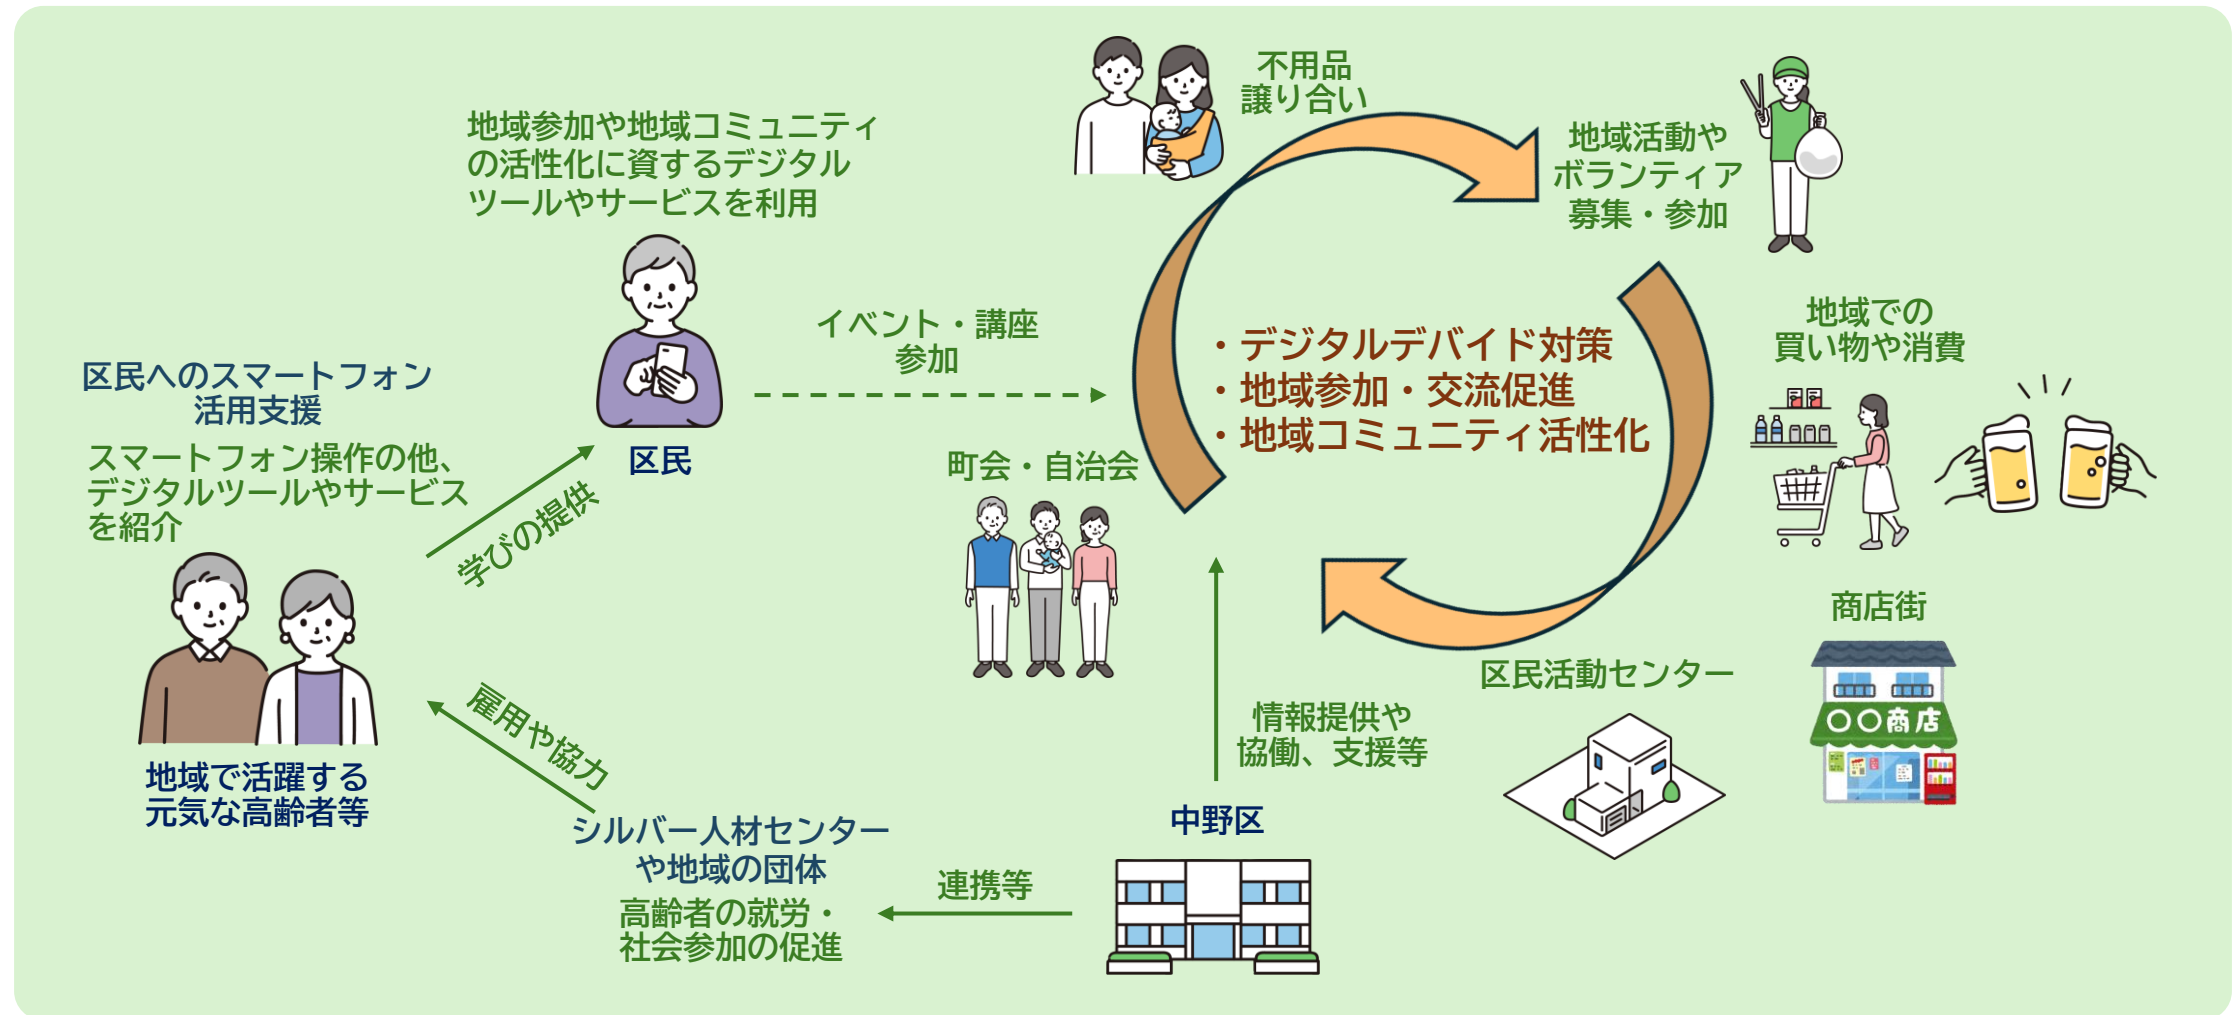 地域参加や地域コミュニティ
の活性化に資するデジタル
ツールやサービスを利用
区民
区民へのスマートフォン
活用支援
スマートフォン操作の他、
デジタルツールやサービス
を紹介
学びの提供
地域で活躍する
元気な高齢者等
雇用や協力
シルバー人材センター
や地域の団体
高齢者の就労・
社会参加の促進
連携等
中野区
情報提供や
協働、支援等
イベント・講座
参加
町会・自治会
・デジタルデバイド対策
・地域参加・交流促進
・地域コミュニティ活性化
不用品
譲り合い
地域活動や
ボランティア
募集・参加
地域での
買い物や消費
商店街
〇〇商店
区民活動センター